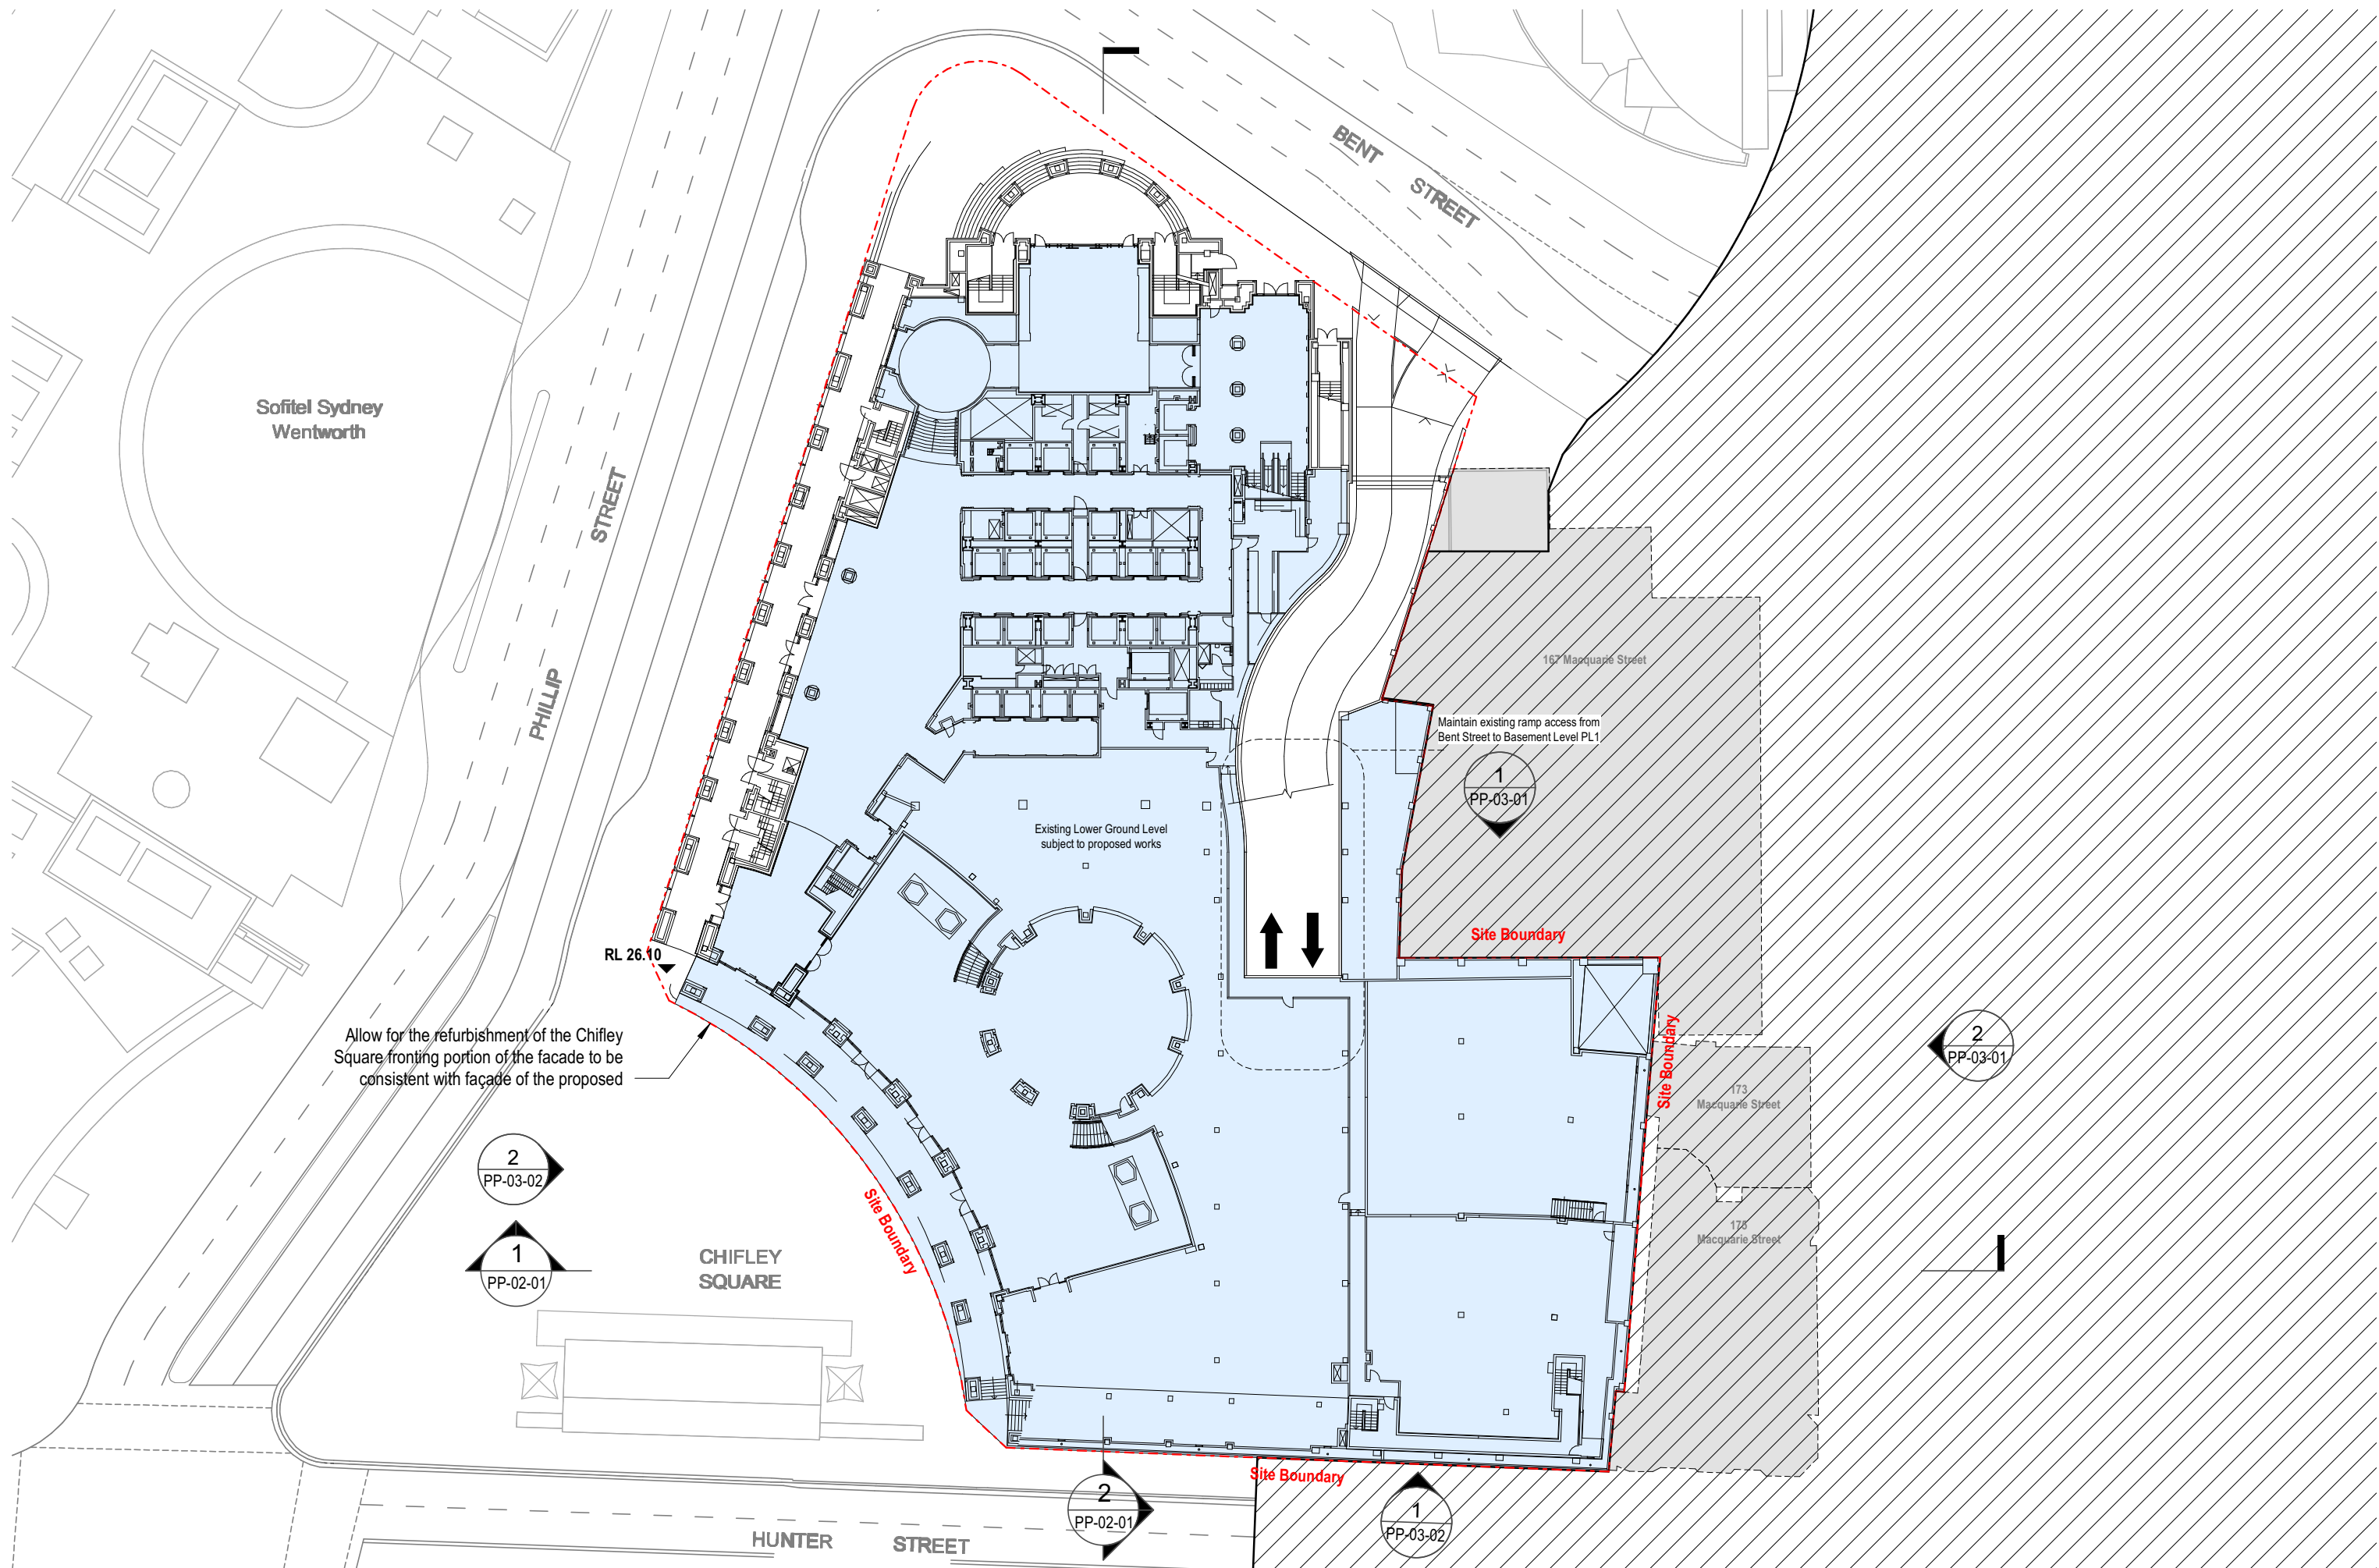 BENT
STREET
Sofitel Sydney
Wentworth
STREET
PHILLIP
167 Macquarie Street
Maintain existing ramp access from
Bent Street to Basement Level PL1
1
PP-03-01
Existing Lower Ground Level
subject to proposed works
Site Boundary
RL 26.10
Allow for the refurbishment of the Chifley
Square fronting portion of the facade to be
consistent with façade of the proposed
Site Boundary
2
PP-03-01
173
Macquarie Street
2
PP-03-02
Site Boundary
175
Macquarie Street
1
PP-02-01
CHIFLEY
SQUARE
Site Boundary
2
PP-02-01
1
PP-03-02
HUNTER STREET